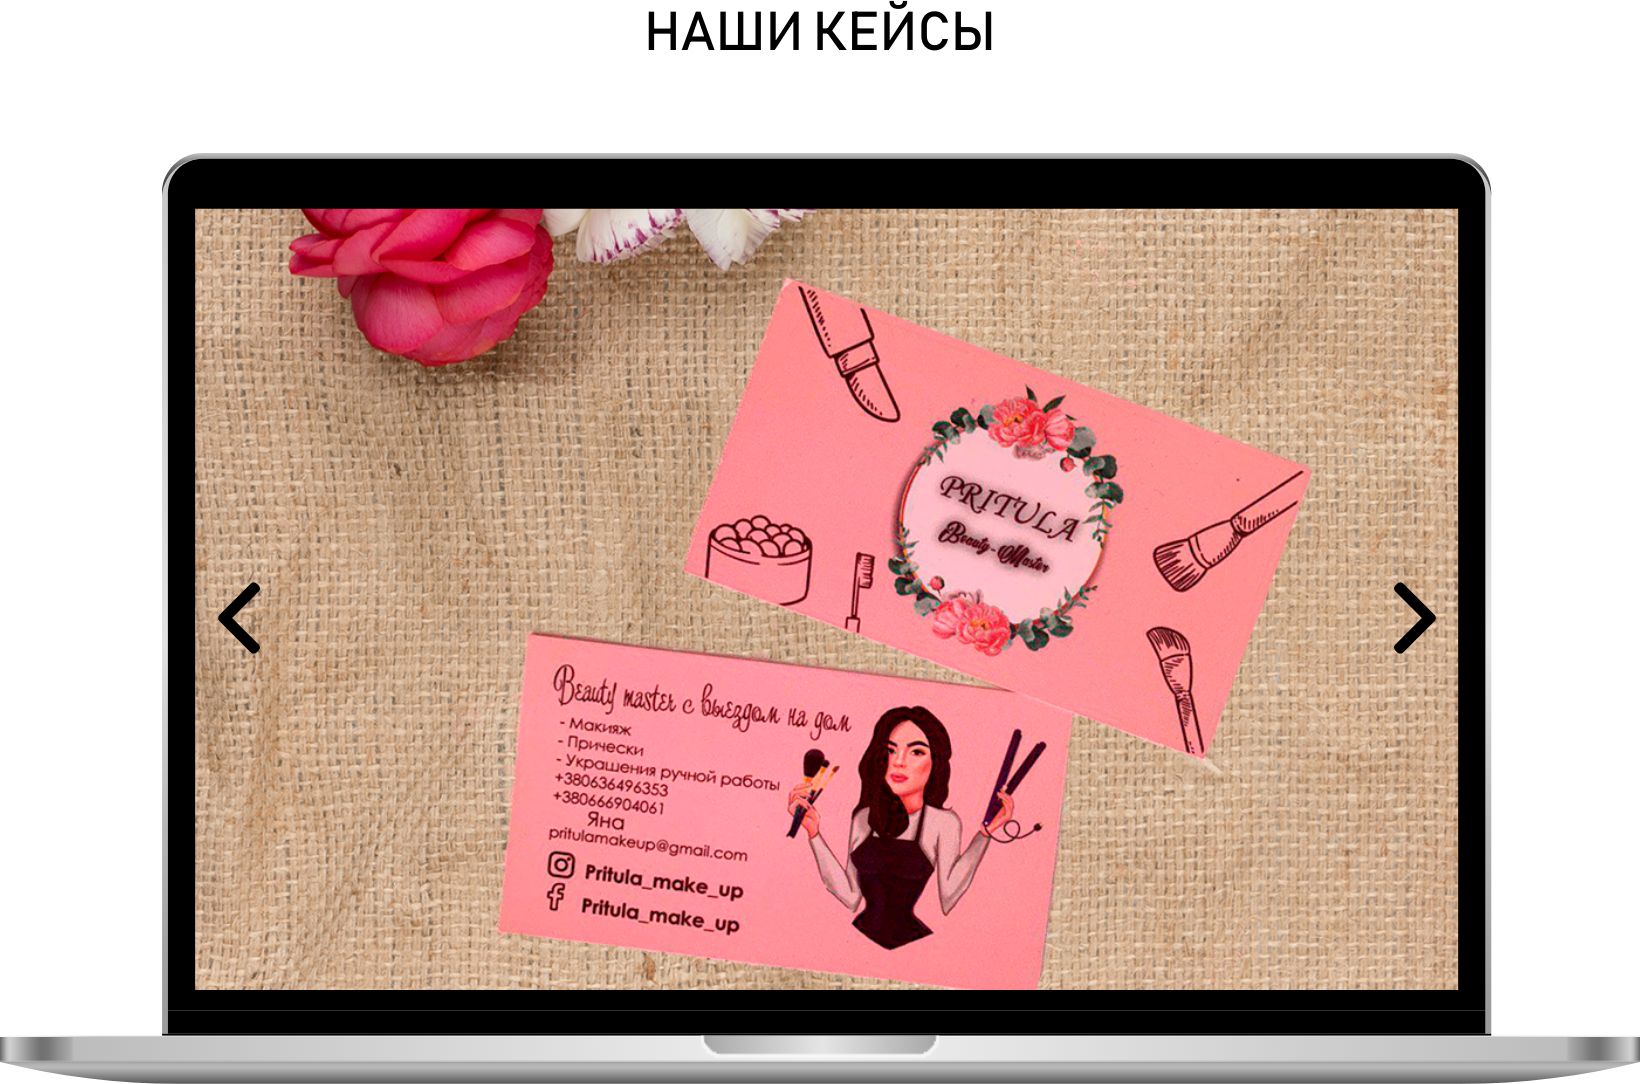 НАШИ КЕЙСЫ
PRITULA
Beauty-Master
Beauty master с выездом на дом
- Макияж
- Прически
- Украшения ручной работы
+380636496353
+380666904061
Яна
pritulamakeup@gmail.com
Pritula_make_up
Pritula_make_up